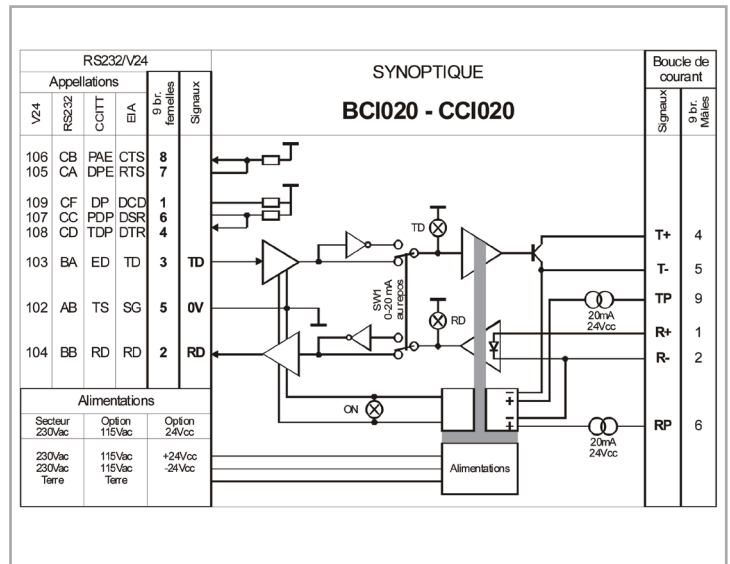 RS232/V24
SYNOPTIQUE
BCI020 - CCI020
Boucle de
courant
Appellations
V24
RS232
CCITT
EIA
9 br.
femelles
Signaux
Signaux
9 br.
Mâles
106 CB PAE CTS 8
105 CA DPE RTS 7
109 CF DP DCD 1
107 CC PDP DSR 6
108 CD TDP DTR 4
103 BA ED TD 3 TD
102 AB TS SG 5 0V
104 BB RD RD 2 RD
TD
SW1
0-20 mA
au repos
RD
ON
T+ 4
T- 5
TP 9
20mA
24Vcc
R+ 1
R- 2
RP 6
20mA
24Vcc
− + − +
Alimentations
Alimentations
Secteur
230Vac
Option
115Vac
Option
24Vcc
230Vac 115Vac +24Vcc
230Vac 115Vac -24Vcc
Terre Terre